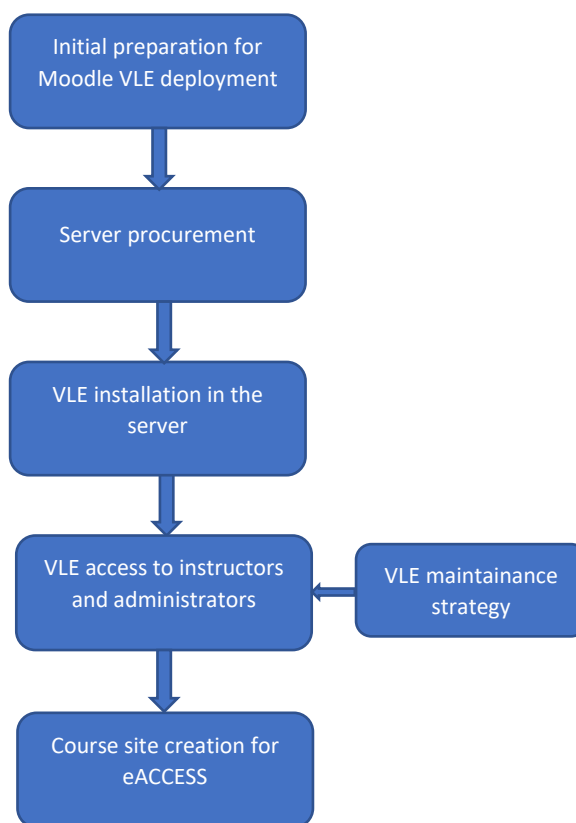 Initial preparation for
Moodle VLE deployment
Server procurement
VLE installation in the
server
VLE access to instructors
and administrators
VLE maintainance
strategy
Course site creation for
eACCESS